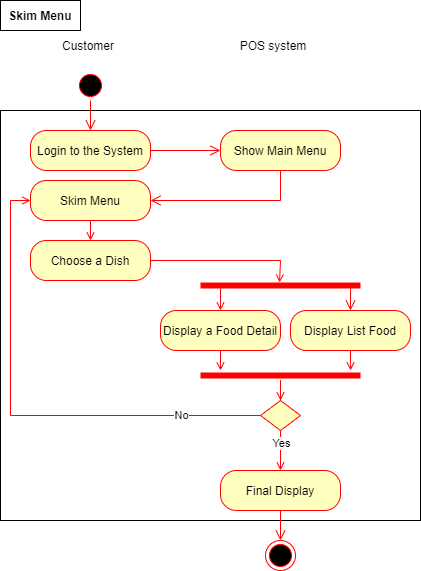 Skim Menu
Customer
POS system
Login to the System
Show Main Menu
Skim Menu
Choose a Dish
Display a Food Detail
Display List Food
No
Yes
Final Display